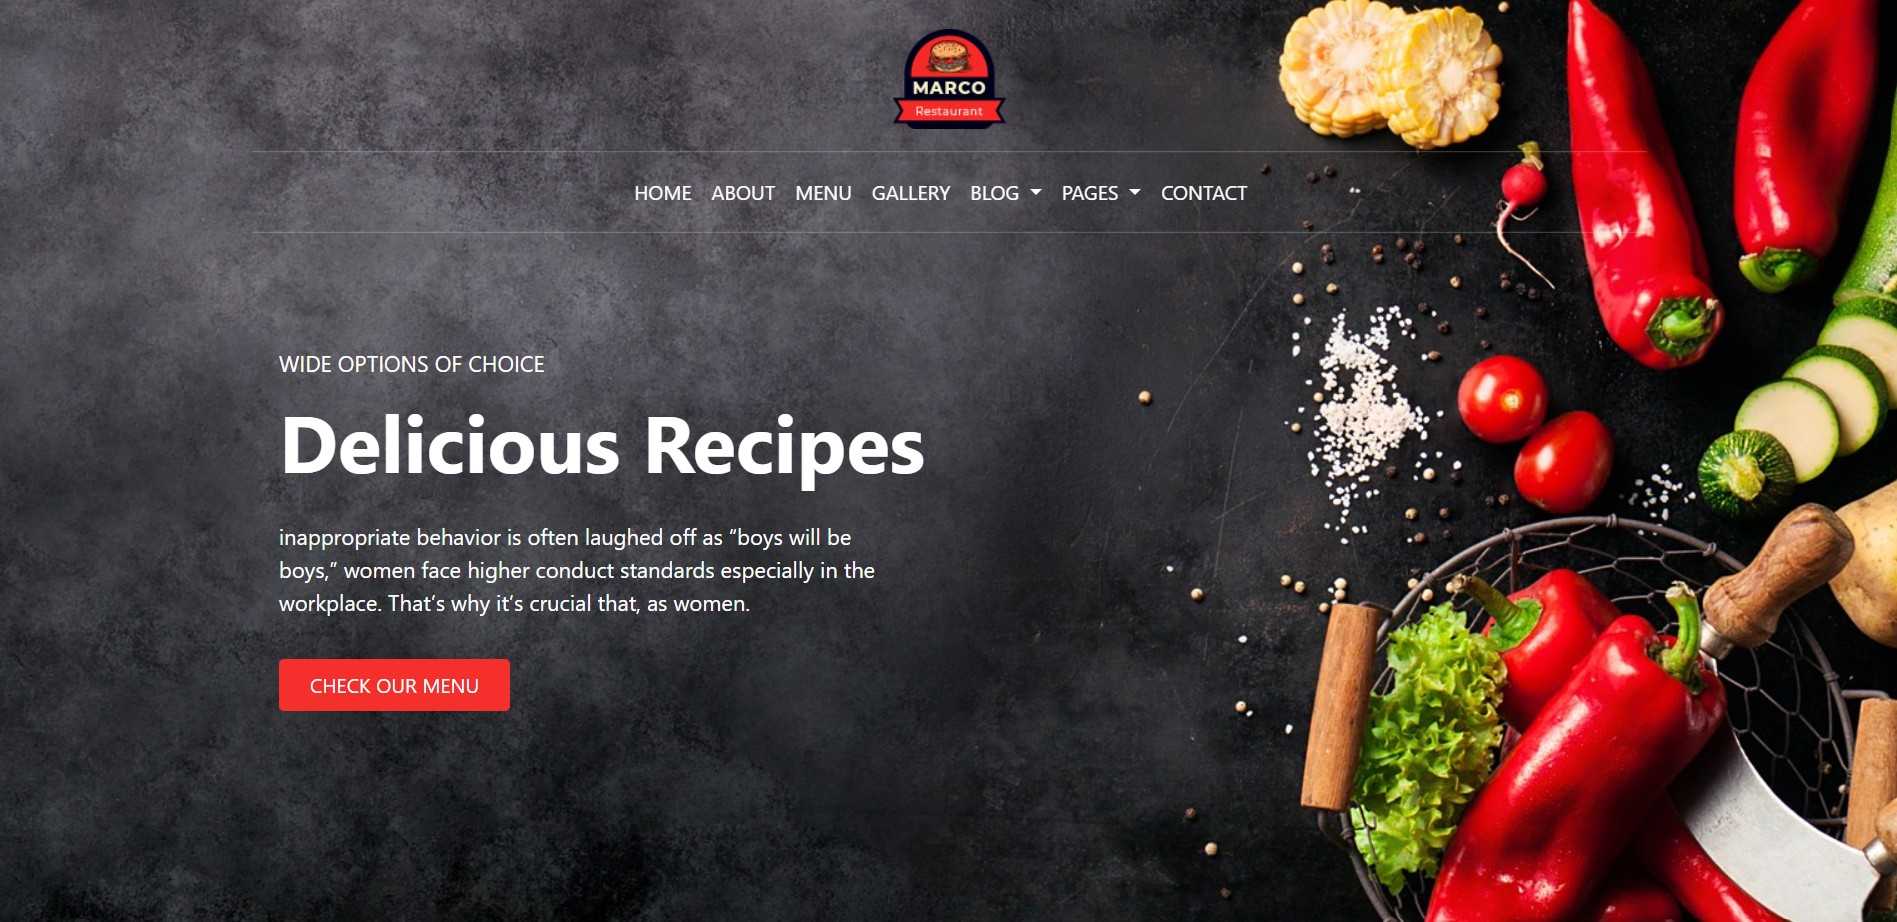 MARCO
Restaurant
HOME ABOUT MENU GALLERY BLOG PAGES CONTACT
WIDE OPTIONS OF CHOICE
Delicious Recipes
inappropriate behavior is often laughed off as “boys will be
boys,” women face higher conduct standards especially in the
workplace. That’s why it’s crucial that, as women.
CHECK OUR MENU